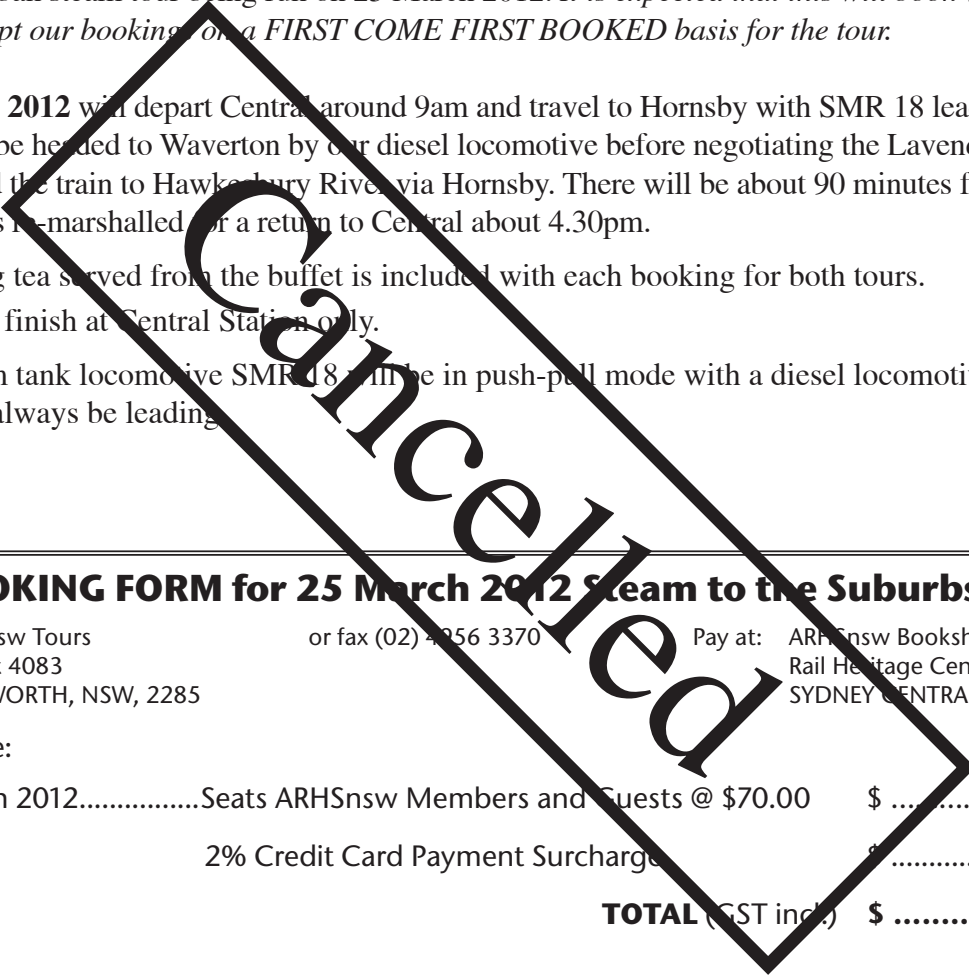 pt our bookings on a FIRST COME FIRST BOOKED basis for the tour.
2012 will depart Central around 9am and travel to Hornsby with SMR 18 lea
be headed to Waverton by our diesel locomotive before negotiating the Lavend
the train to Hawkesbury River via Hornsby. There will be about 90 minutes f
re-marshalled for a return to Central about 4.30pm.
g tea served from the buffet is included with each booking for both tours.
finish at Central Station only.
tank locomotive SMR 18 will be in push-pull mode with a diesel locomoti
always be leading.
Cancelled
OKING FORM for 25 March 2012 Steam to the Suburbs
sw Tours or fax (02) 4956 3370 Pay at: ARHSnsw Booksh
4083 Rail Heritage Cen
WORTH, NSW, 2285 SYDNEY CENTRA
e:
2012...............Seats ARHSnsw Members and Guests @ $70.00 $ ..........
2% Credit Card Payment Surcharge $ ..........
TOTAL (GST incl.) $ ........